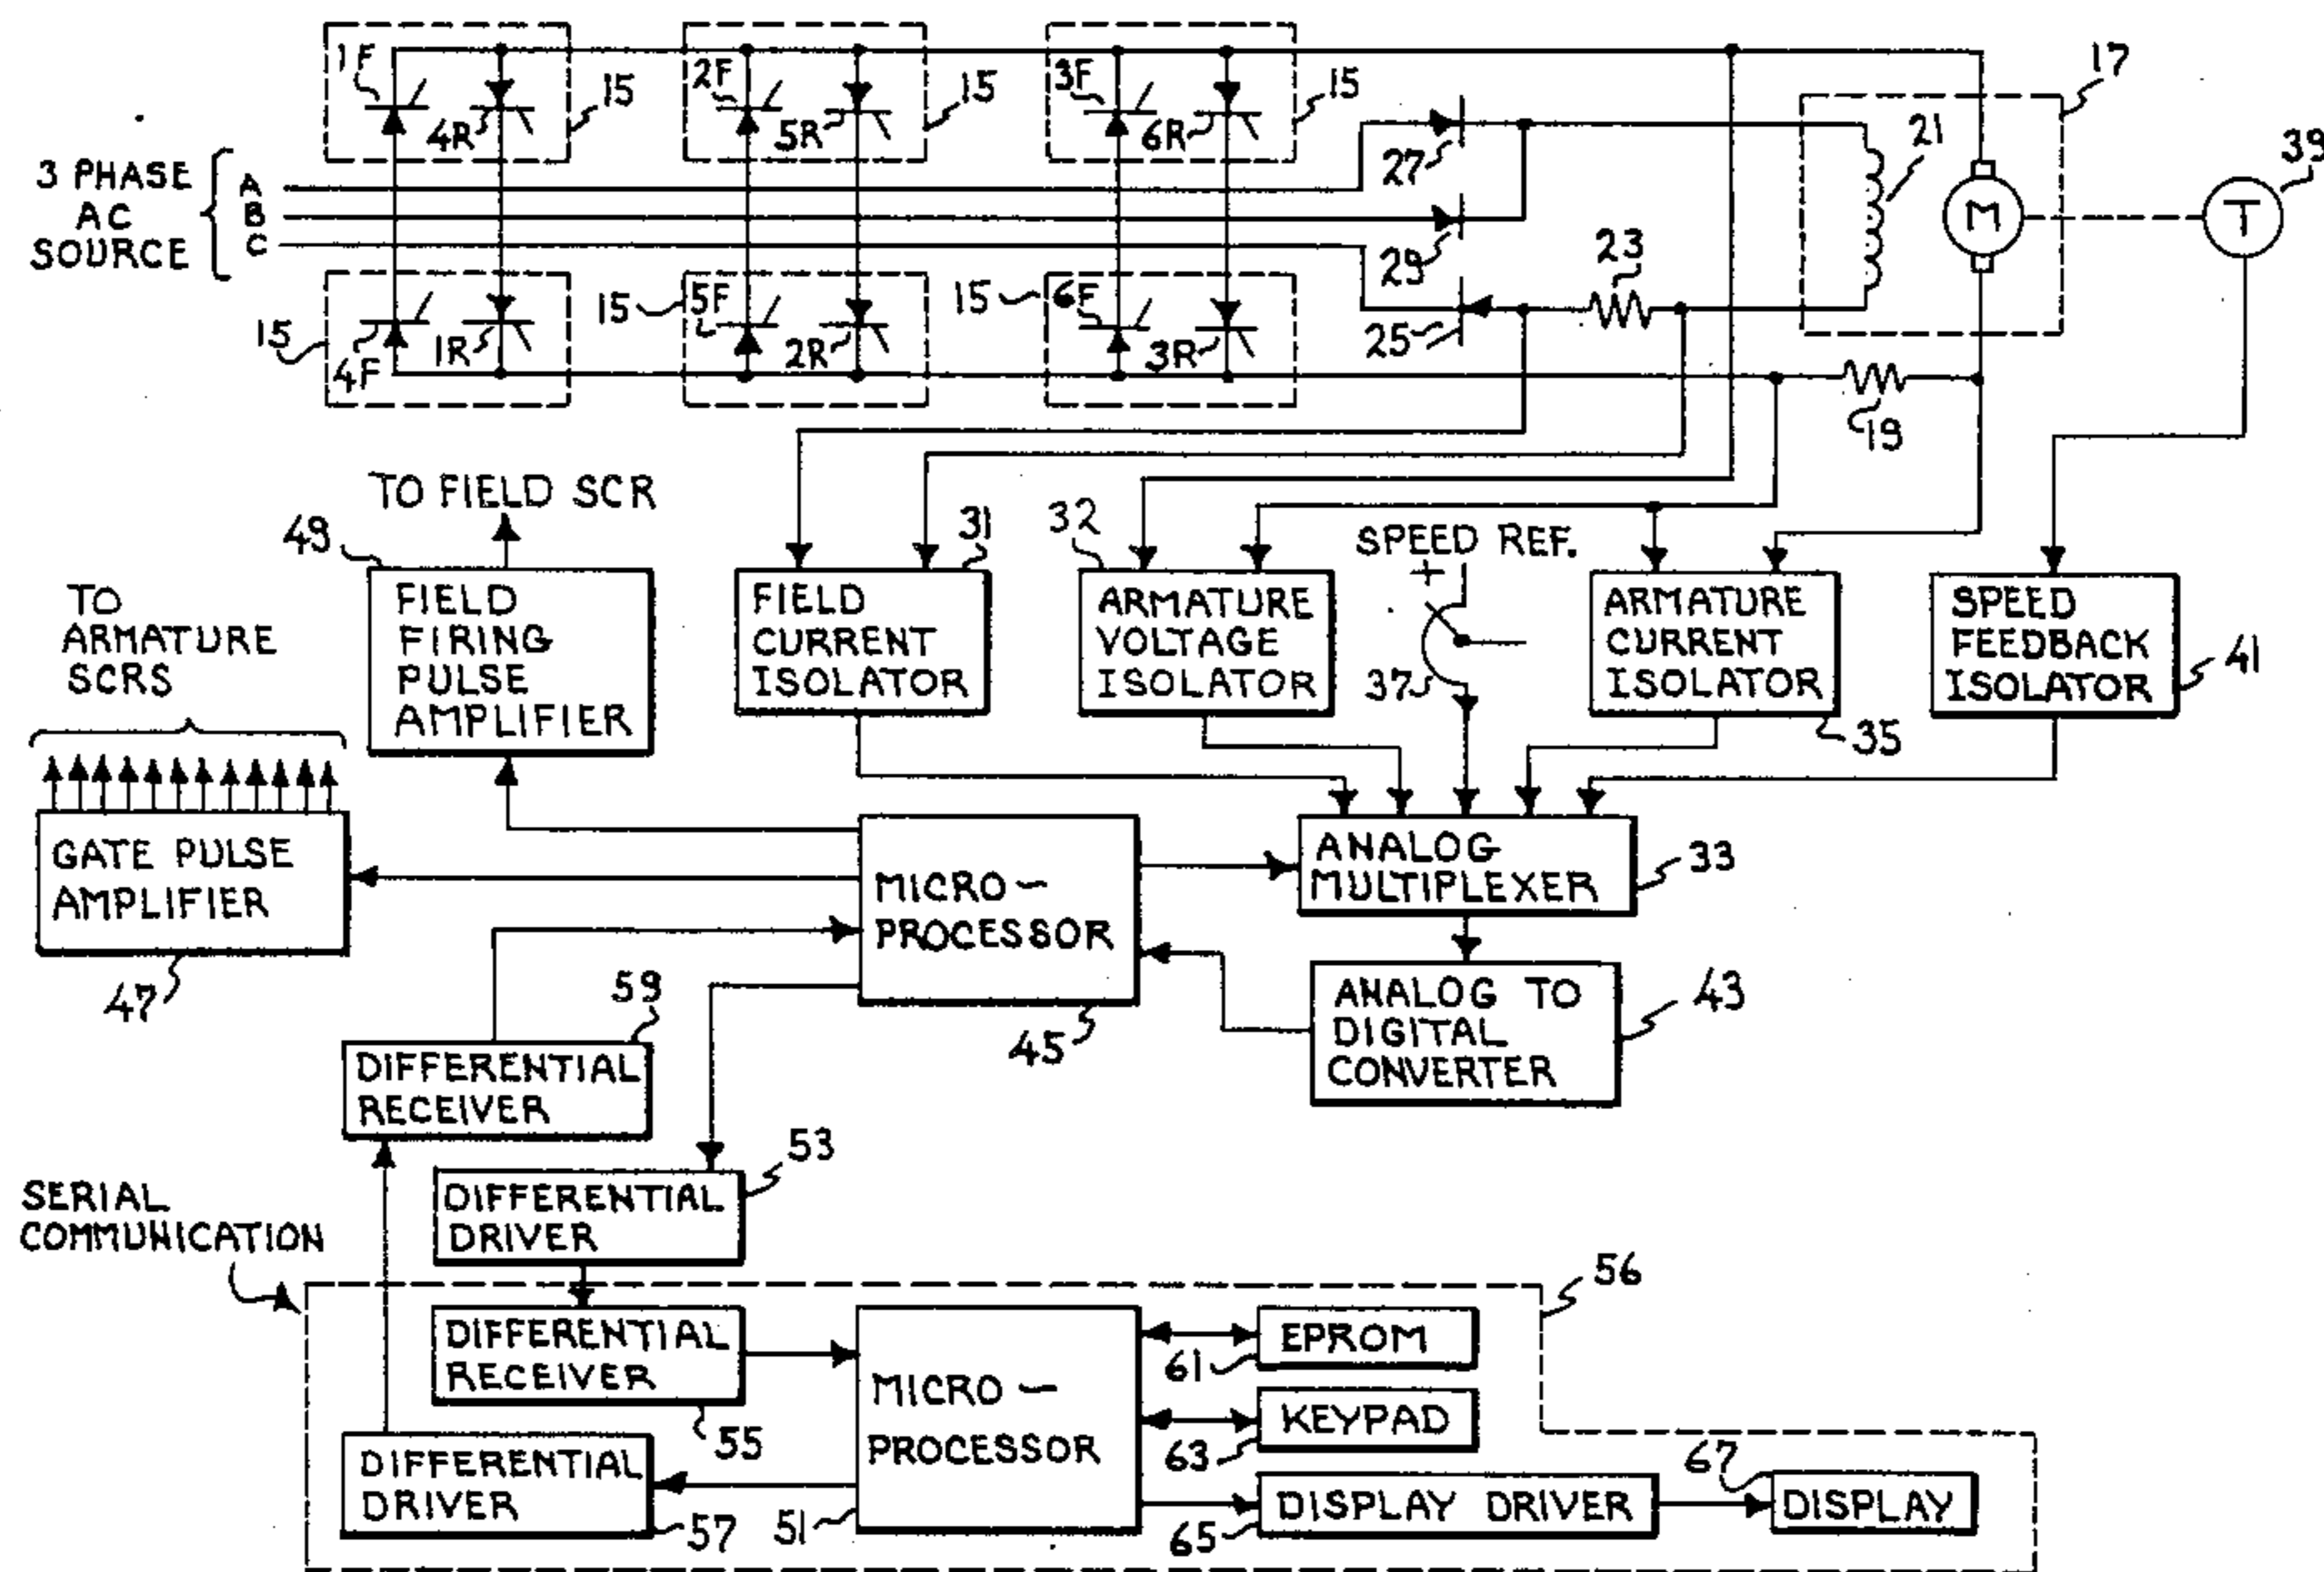 1F
4R
15
2F
5R
15
3F
6R
15
17
21
39
3 PHASE
AC
SOURCE
A
B
C
27
29
25
23
M
T
15
4F
1R
15
5F
2R
15
6F
3R
19
TO FIELD SCR
49
31
32
SPEED REF.
+
37
TO
ARMATURE
SCRS
FIELD
FIRING
PULSE
AMPLIFIER
FIELD
CURRENT
ISOLATOR
ARMATURE
VOLTAGE
ISOLATOR
ARMATURE
CURRENT
ISOLATOR
35
SPEED
FEEDBACK
ISOLATOR
41
GATE PULSE
AMPLIFIER
47
MICRO-
PROCESSOR
45
ANALOG
MULTIPLEXER
33
ANALOG TO
DIGITAL
CONVERTER
43
59
DIFFERENTIAL
RECEIVER
53
DIFFERENTIAL
DRIVER
SERIAL
COMMUNICATION
56
DIFFERENTIAL
RECEIVER
55
MICRO-
PROCESSOR
51
EPROM
61
KEYPAD
63
DIFFERENTIAL
DRIVER
57
DISPLAY DRIVER
65
67
DISPLAY